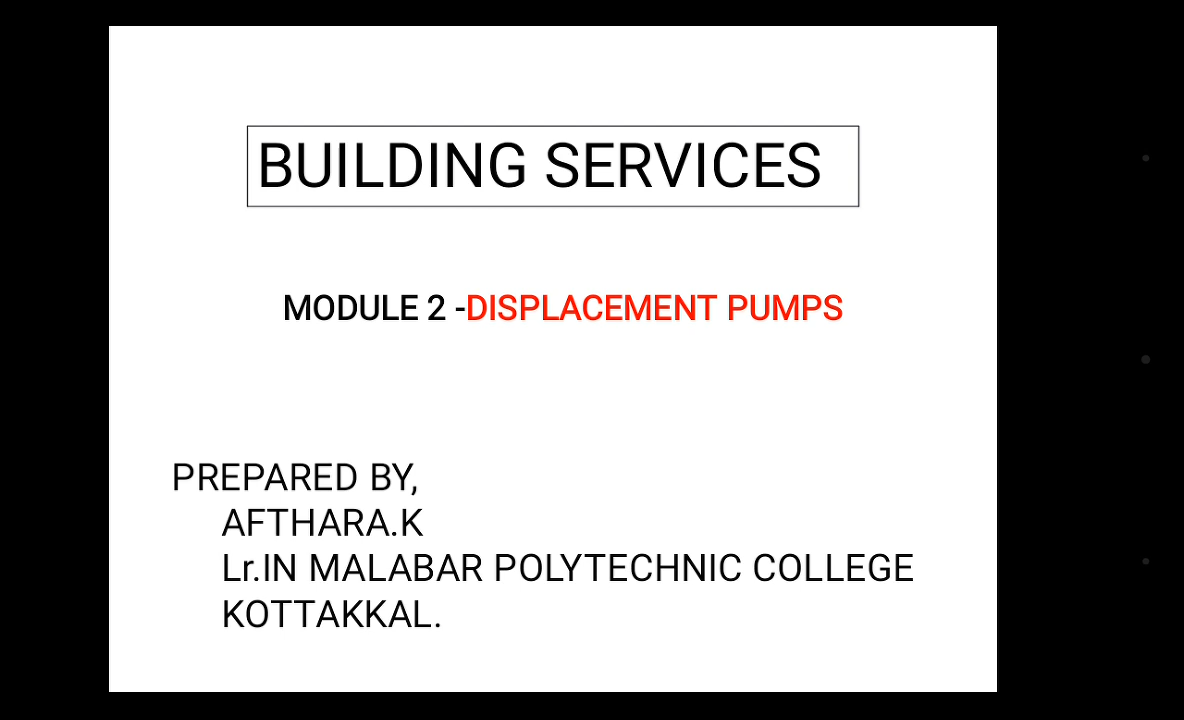 BUILDING SERVICES
MODULE 2 -DISPLACEMENT PUMPS
PREPARED BY,
AFTHARA.K
Lr.IN MALABAR POLYTECHNIC COLLEGE
KOTTAKKAL.